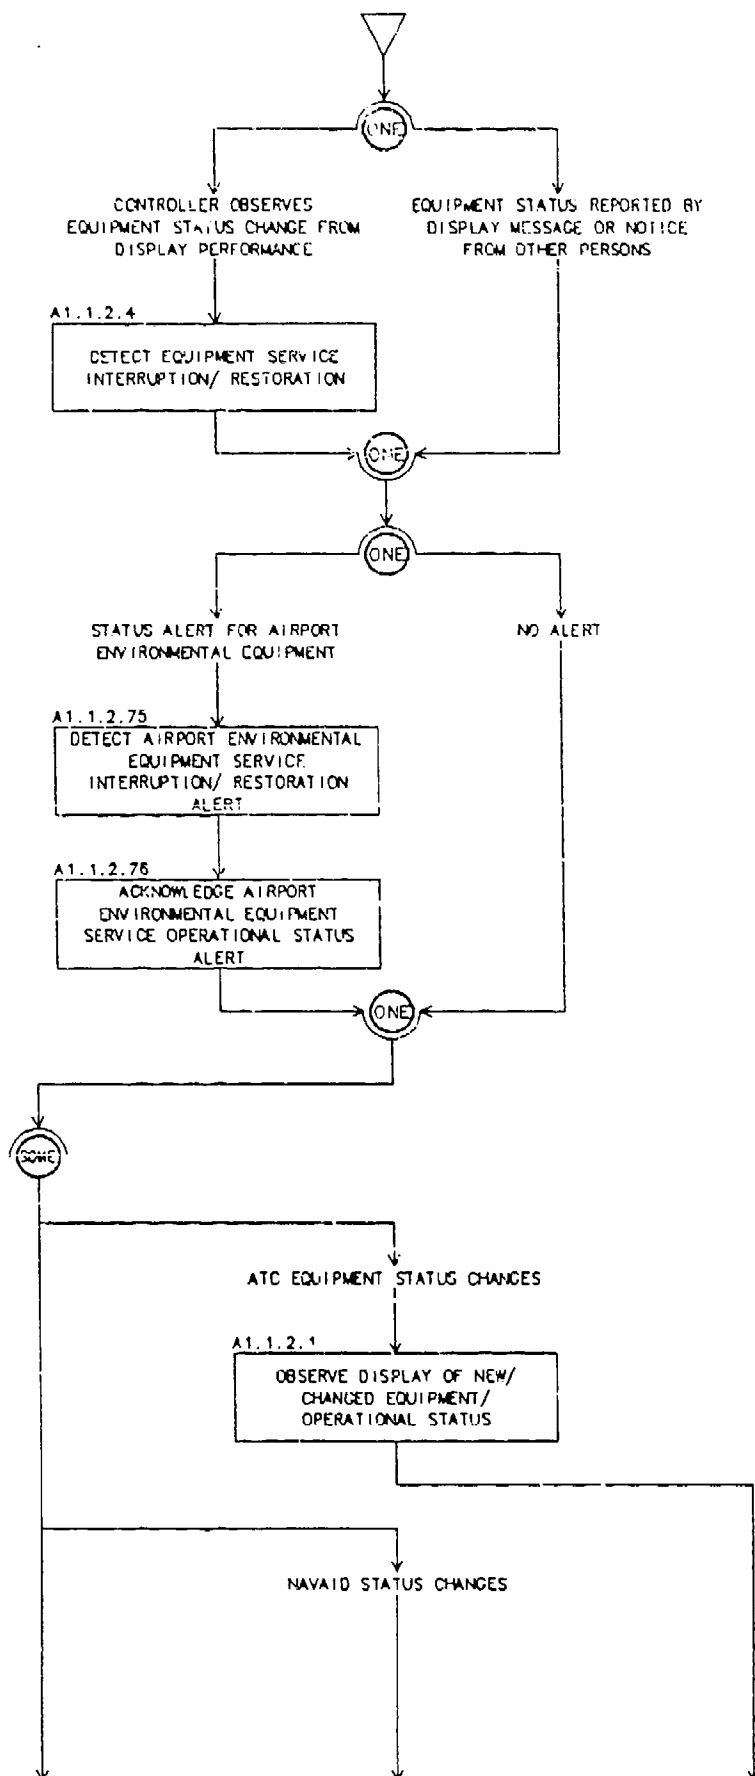 ONE
CONTROLLER OBSERVES
EQUIPMENT STATUS CHANGE FROM
DISPLAY PERFORMANCE
EQUIPMENT STATUS REPORTED BY
DISPLAY MESSAGE OR NOTICE
FROM OTHER PERSONS
A1.1.2.4
DETECT EQUIPMENT SERVICE
INTERRUPTION/ RESTORATION
ONE
ONE
STATUS ALERT FOR AIRPORT
ENVIRONMENTAL EQUIPMENT
NO ALERT
A1.1.2.75
DETECT AIRPORT ENVIRONMENTAL
EQUIPMENT SERVICE
INTERRUPTION/ RESTORATION
ALERT
A1.1.2.76
ACKNOWLEDGE AIRPORT
ENVIRONMENTAL EQUIPMENT
SERVICE OPERATIONAL STATUS
ALERT
ONE
SOME
ATC EQUIPMENT STATUS CHANGES
A1.1.2.1
OBSERVE DISPLAY OF NEW/
CHANGED EQUIPMENT/
OPERATIONAL STATUS
NAVAID STATUS CHANGES